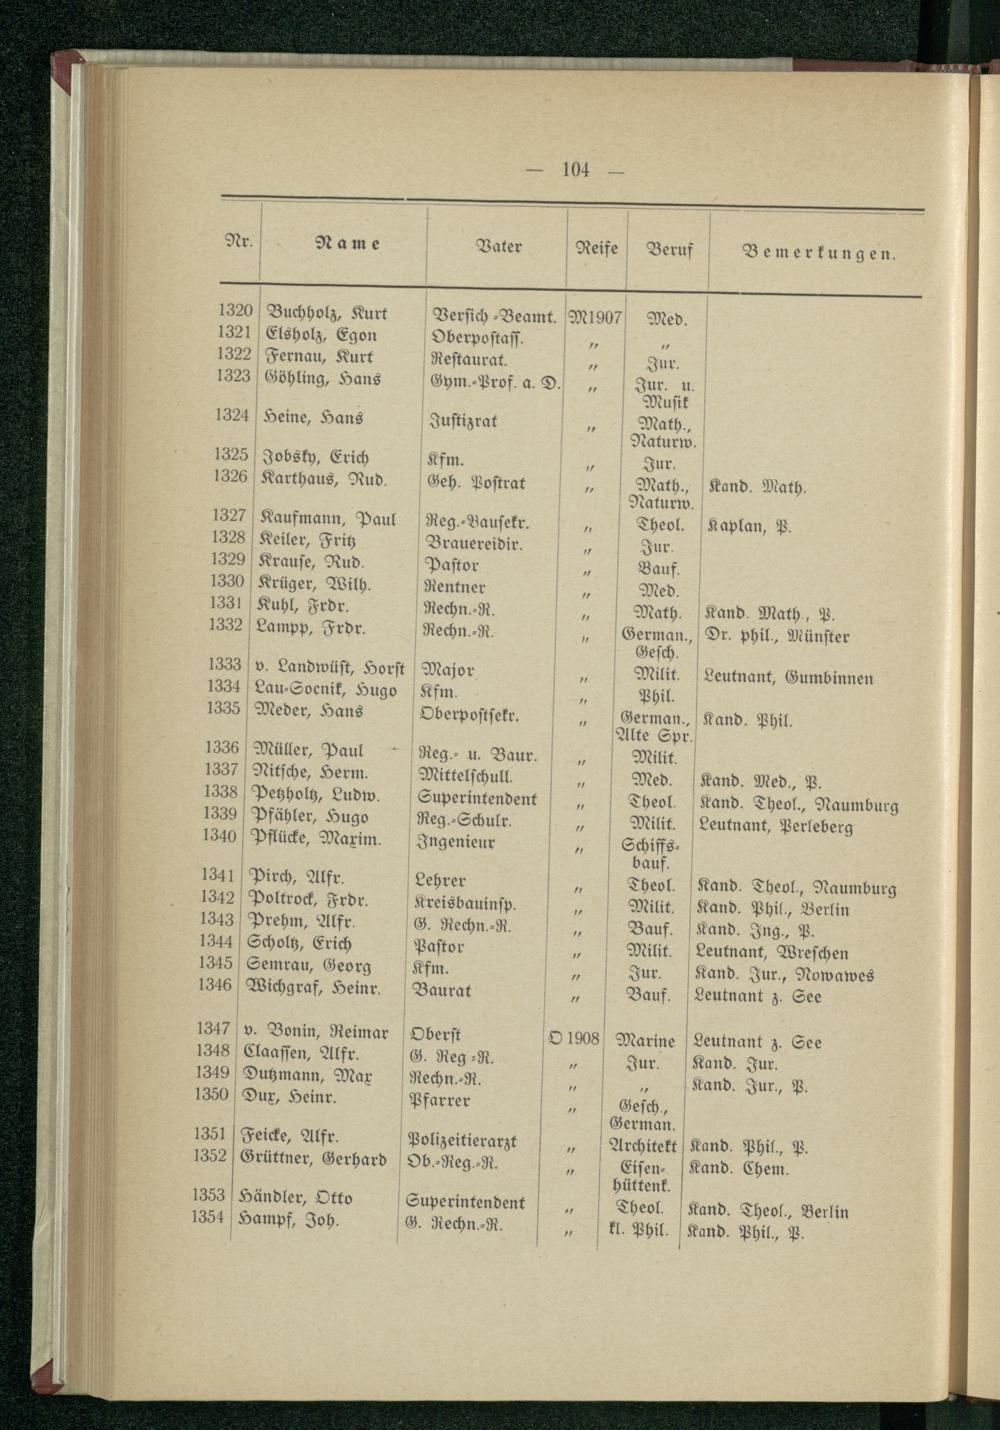 — 104 —
Nr. Name Vater Reife Beruf Bemerkungen.
1320 Buchholz, Kurt Versich.=Beamt. M1907 Med.
1321 Elsholz, Egon Oberpostass. „ „
1322 Fernau, Kurt Restaurat. „ Jur.
1323 Göhling, Hans Gym.=Prof. a. D. „ Jur. u.
Musik
1324 Heine, Hans Justizrat „ Math.,
Naturw.
1325 Jobsky, Erich Kfm. „ Jur.
1326 Karthaus, Rud. Geh. Postrat „ Math., Kand. Math.
Naturw.
1327 Kaufmann, Paul Reg.=Bausekr. „ Theol. Kaplan, P.
1328 Keiler, Fritz Brauereidir. „ Jur.
1329 Krause, Rud. Pastor „ Bauf.
1330 Krüger, Wilh. Rentner „ Med.
1331 Kuhl, Frdr. Rechn.=R. „ Math. Kand. Math., P.
1332 Lampp, Frdr. Rechn.=R. „ German., Dr. phil., Münster
Gesch.
1333 v. Landwüst, Horst Major „ Milit. Leutnant, Gumbinnen
1334 Lau=Socnik, Hugo Kfm. „ Phil.
1335 Meder, Hans Oberpostsekr. „ German., Kand. Phil.
Alte Spr.
1336 Müller, Paul Reg.= u. Baur. „ Milit.
1337 Nitsche, Herm. Mittelschull. „ Med. Kand. Med., P.
1338 Petzholtz, Ludw. Superintendent „ Theol. Kand. Theol., Naumburg
1339 Pfähler, Hugo Reg.=Schulr. „ Milit. Leutnant, Perleberg
1340 Pflücke, Maxim. Ingenieur „ Schiffs=
bauf.
1341 Pirch, Alfr. Lehrer „ Theol. Kand. Theol., Naumburg
1342 Poltrock, Frdr. Kreisbauinsp. „ Milit. Kand. Phil., Berlin
1343 Prehm, Alfr. G. Rechn.=R. „ Bauf. Kand. Ing., P.
1344 Scholtz, Erich Pastor „ Milit. Leutnant, Wreschen
1345 Semrau, Georg Kfm. „ Jur. Kand. Jur., Nowawes
1346 Wichgraf, Heinr. Baurat „ Bauf. Leutnant z. See
1347 v. Bonin, Reimar Oberst O 1908 Marine Leutnant z. See
1348 Claassen, Alfr. G. Reg =R. „ Jur. Kand. Jur.
1349 Dutzmann, Max Rechn.=R. „ „ Kand. Jur., P.
1350 Dux, Heinr. Pfarrer „ Gesch.,
German.
1351 Feicke, Alfr. Polizeitierarzt „ Architekt Kand. Phil., P.
1352 Grüttner, Gerhard Ob.=Reg.=R. „ Eisen= Kand. Chem.
hüttenk.
1353 Händler, Otto Superintendent „ Theol. Kand. Theol., Berlin
1354 Hampf, Joh. G. Rechn.=R. „ kl. Phil. Kand. Phil., P.